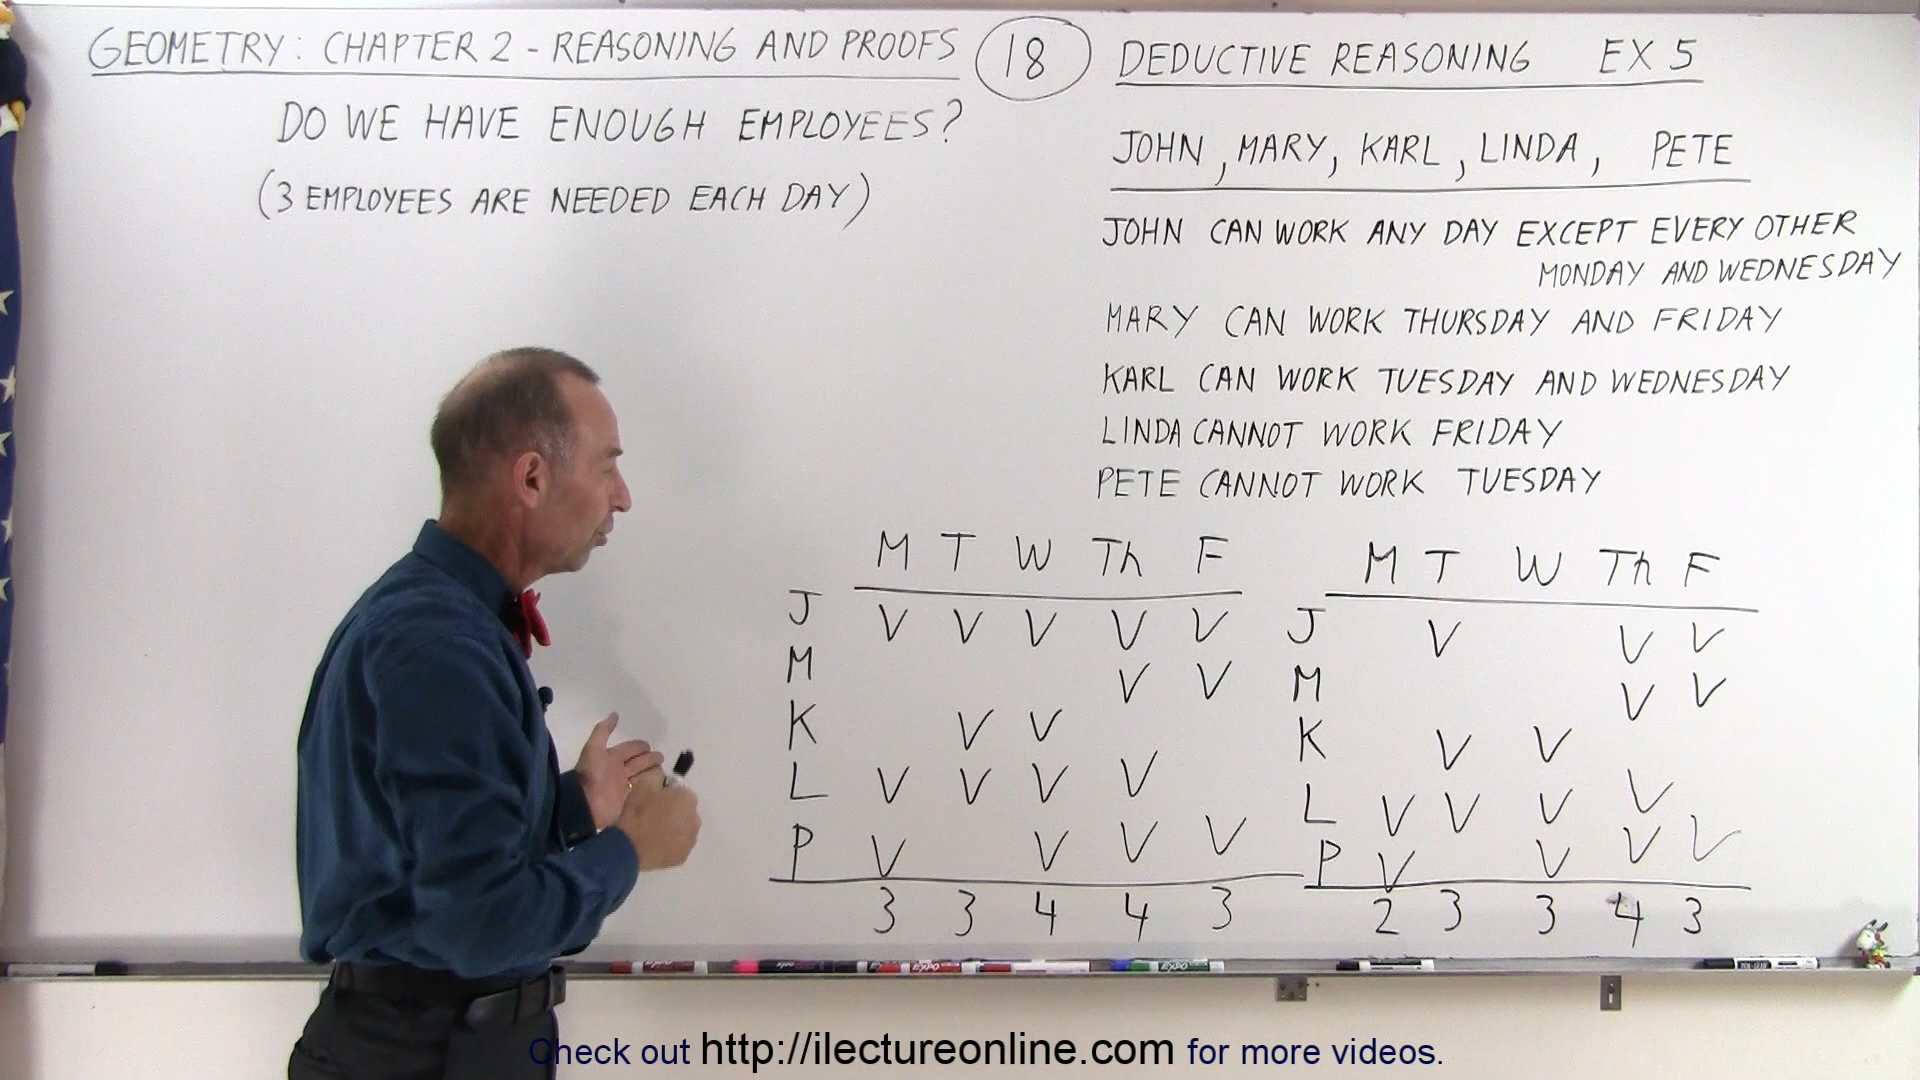 GEOMETRY: CHAPTER 2 - REASONING AND PROOFS 18 DEDUCTIVE REASONING EX 5
DO WE HAVE ENOUGH EMPLOYEES?
(3 EMPLOYEES ARE NEEDED EACH DAY)
JOHN, MARY, KARL, LINDA, PETE
JOHN CAN WORK ANY DAY EXCEPT EVERY OTHER
MONDAY AND WEDNESDAY
MARY CAN WORK THURSDAY AND FRIDAY
KARL CAN WORK TUESDAY AND WEDNESDAY
LINDA CANNOT WORK FRIDAY
PETE CANNOT WORK TUESDAY
M T W Th F
J V V V V V
M V V
K V V
L V V V V
P V V V V
3 3 4 4 3
M T W Th F
J V V V
M V V
K V V
L V V V V
P V V V V
2 3 3 4 3
Check out http://ilectureonline.com for more videos.